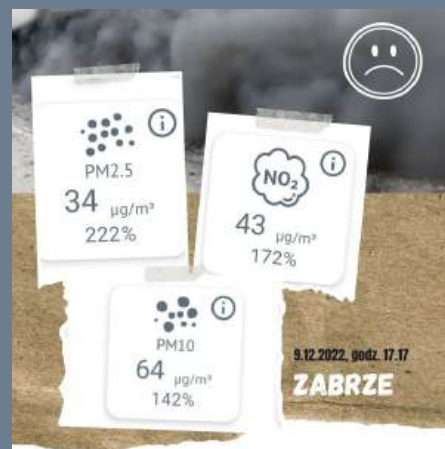 PM2.5
34 µg/m³
222%
NO₂
43 µg/m³
172%
PM10
64 µg/m³
142%
9.12.2022, godz. 17.17
ZABRZE